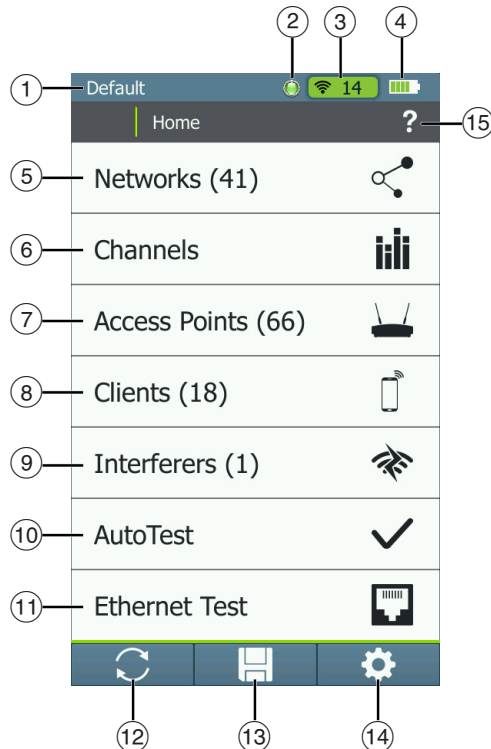 2 3 4
1 Default 14
Home ? 15
5 Networks (41)
6 Channels
7 Access Points (66)
8 Clients (18)
9 Interferers (1)
10 AutoTest
11 Ethernet Test
12 13 14